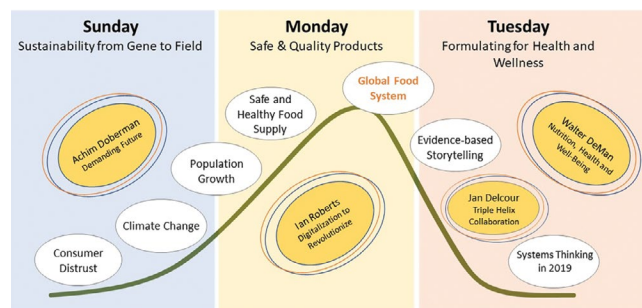 Sunday
Sustainability from Gene to Field
Monday
Safe & Quality Products
Tuesday
Formulating for Health and
Wellness
Achim Doberman
Demanding Future
Consumer
Distrust
Climate Change
Population
Growth
Safe and
Healthy Food
Supply
Global Food
System
Ian Roberts
Digitalization to
Revolutionize
Evidence-based
Storytelling
Walter DeMan
Nutrition, Health and
Well-Being
Jan Delcour
Triple Helix
Collaboration
Systems Thinking
in 2019